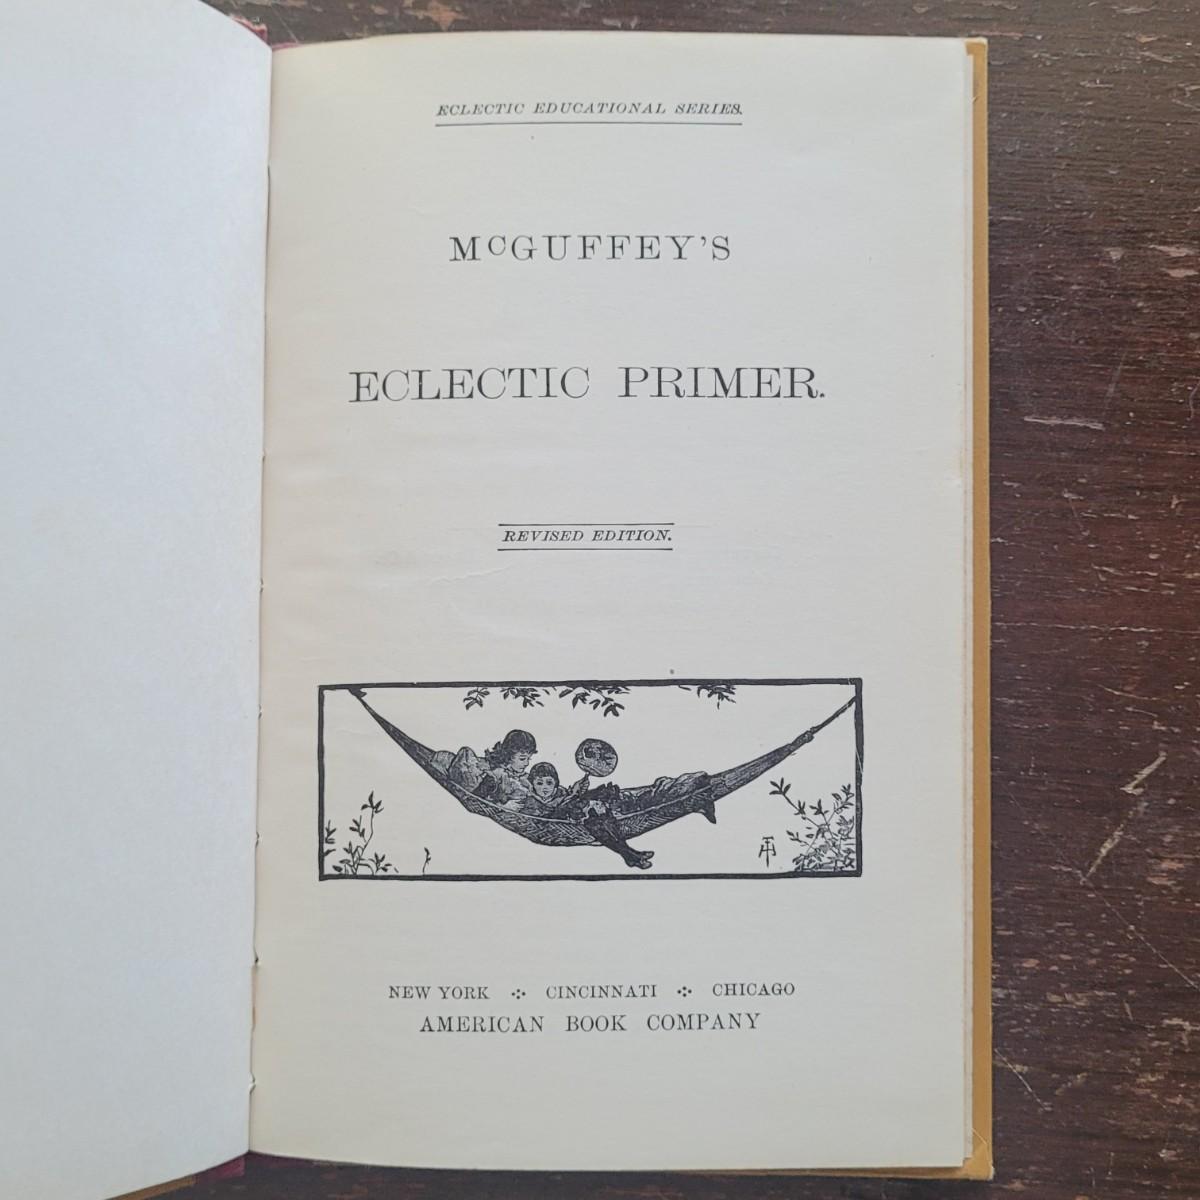 ECLECTIC EDUCATIONAL SERIES.
McGUFFEY'S
ECLECTIC PRIMER.
REVISED EDITION.
NEW YORK ⁘ CINCINNATI ⁘ CHICAGO
AMERICAN BOOK COMPANY